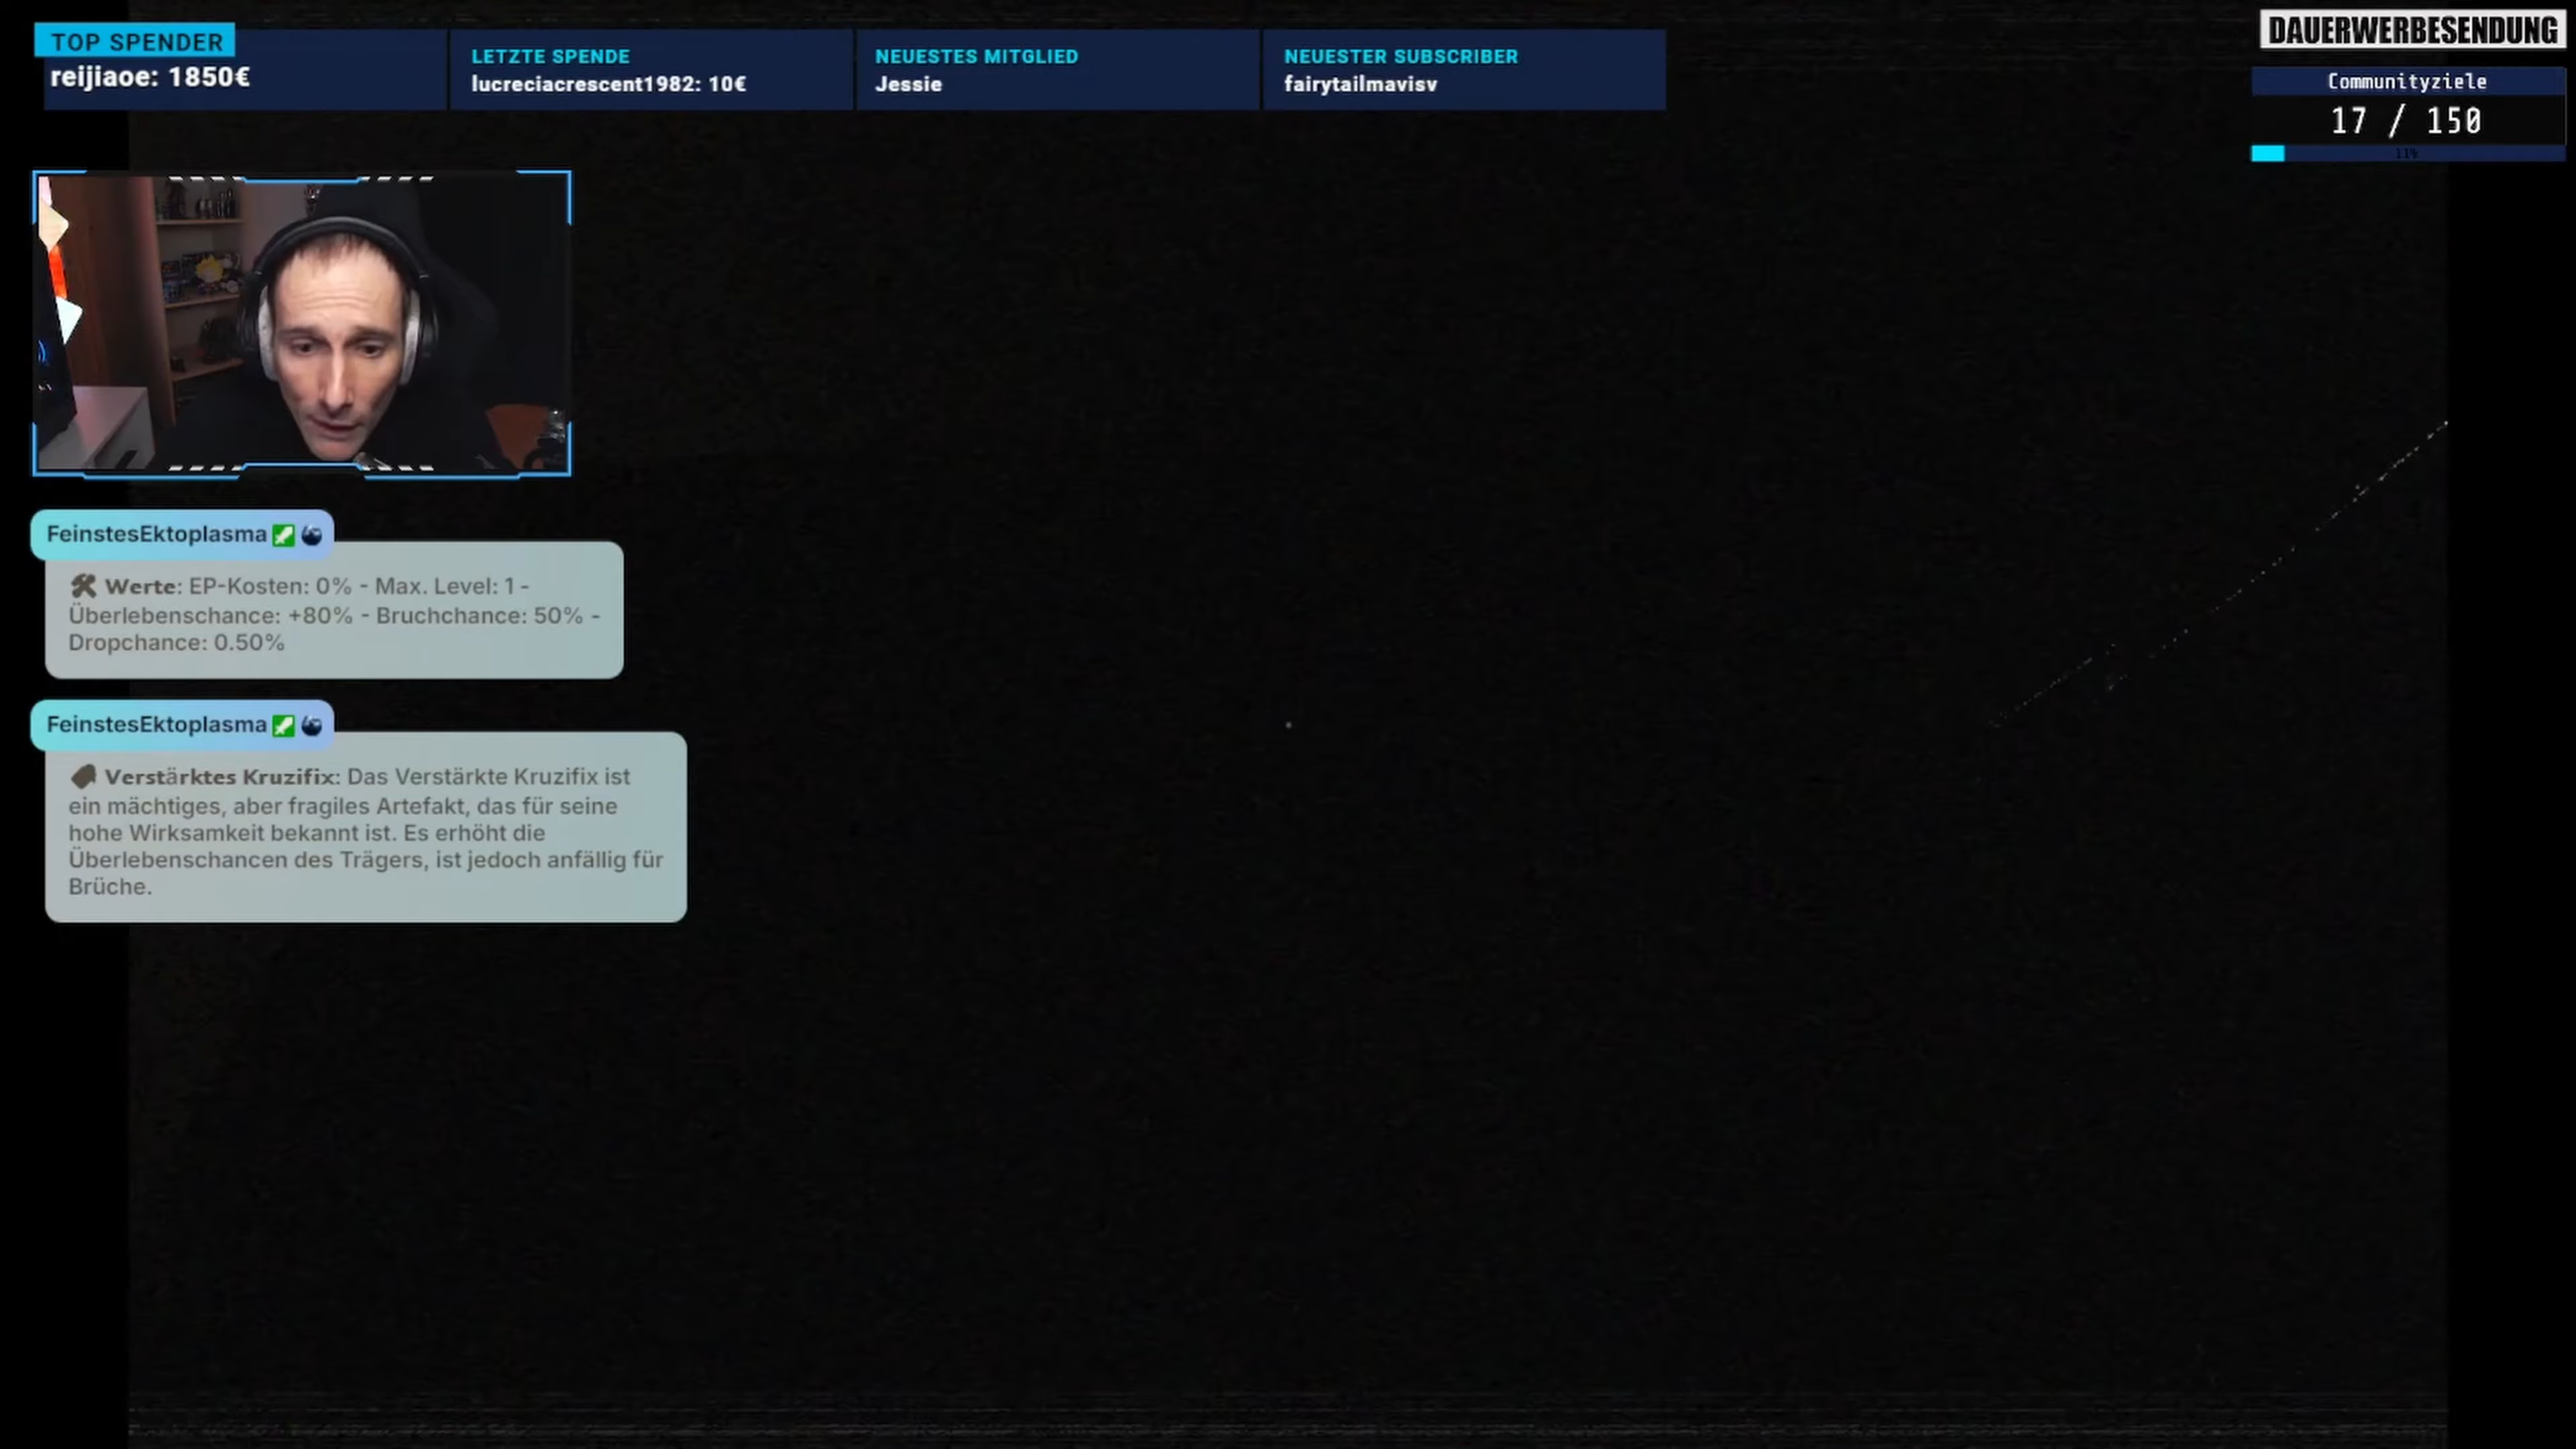 TOP SPENDER
reijiaoe: 1850€
LETZTE SPENDE
lucreciacrescent1982: 10€
NEUESTES MITGLIED
Jessie
NEUESTER SUBSCRIBER
fairytailmavisv
DAUERWERBESENDUNG
Communityziele
17 / 150
11%
FeinstesEktoplasma
Werte: EP-Kosten: 0% - Max. Level: 1 -
Überlebenschance: +80% - Bruchchance: 50% -
Dropchance: 0.50%
FeinstesEktoplasma
Verstärktes Kruzifix: Das Verstärkte Kruzifix ist
ein mächtiges, aber fragiles Artefakt, das für seine
hohe Wirksamkeit bekannt ist. Es erhöht die
Überlebenschancen des Trägers, ist jedoch anfällig für
Brüche.